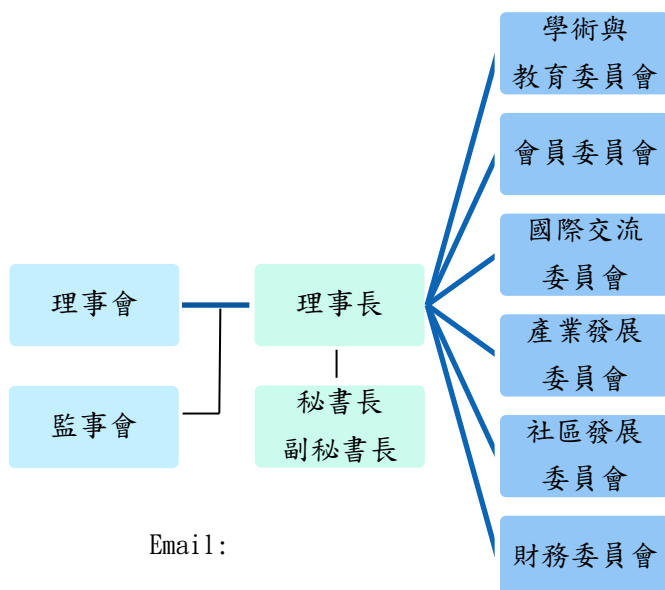 理事會
監事會
理事長
秘書長
副秘書長
學術與
教育委員會
會員委員會
國際交流
委員會
產業發展
委員會
社區發展
委員會
財務委員會
Email: